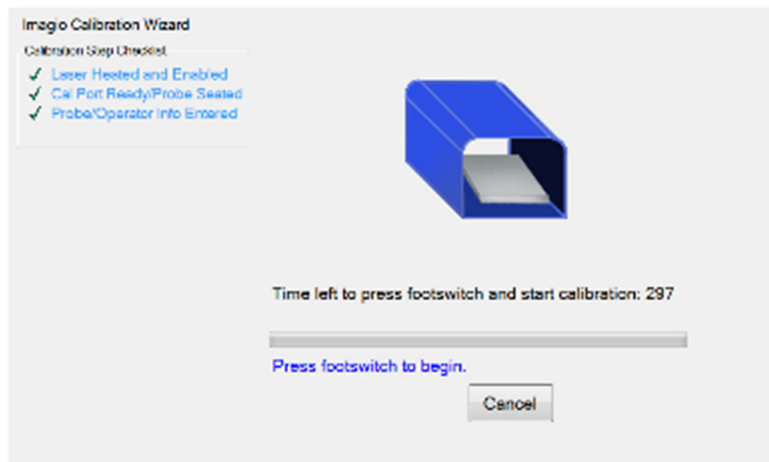 Imagio Calibration Wizard
Calibration Step Checklist
Laser Heated and Enabled
Cal Port Ready/Probe Seated
Probe/Operator Info Entered
Time left to press footswitch and start calibration: 297
Press footswitch to begin.
Cancel